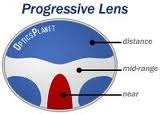 Progressive Lens
OpticsPlanet
distance
mid-range
near